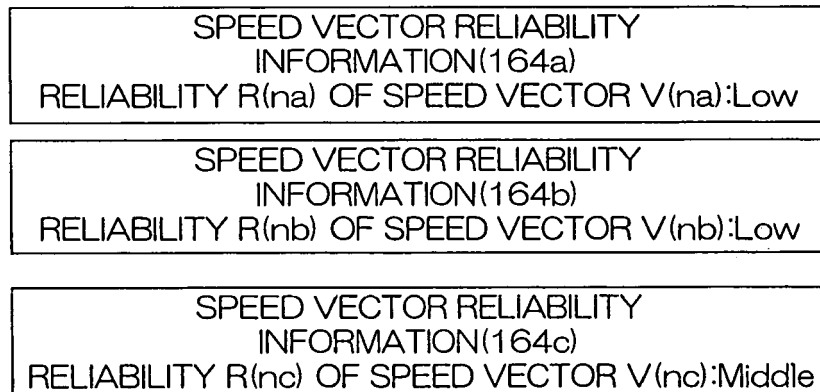 SPEED VECTOR RELIABILITY
INFORMATION(164a)
RELIABILITY R(na) OF SPEED VECTOR V(na):Low
SPEED VECTOR RELIABILITY
INFORMATION(164b)
RELIABILITY R(nb) OF SPEED VECTOR V(nb):Low
SPEED VECTOR RELIABILITY
INFORMATION(164c)
RELIABILITY R(nc) OF SPEED VECTOR V(nc):Middle